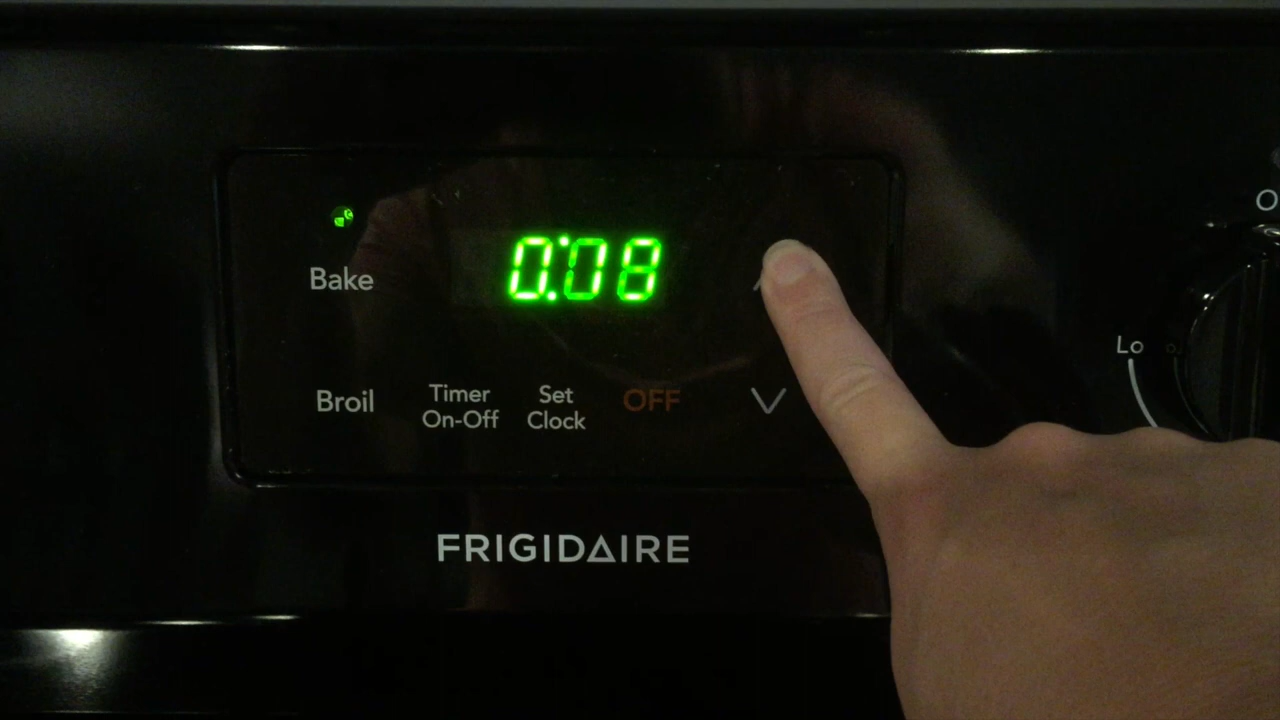 0:08
Bake
Broil
Timer
On-Off
Set
Clock
OFF
FRIGIDAIRE
Lo